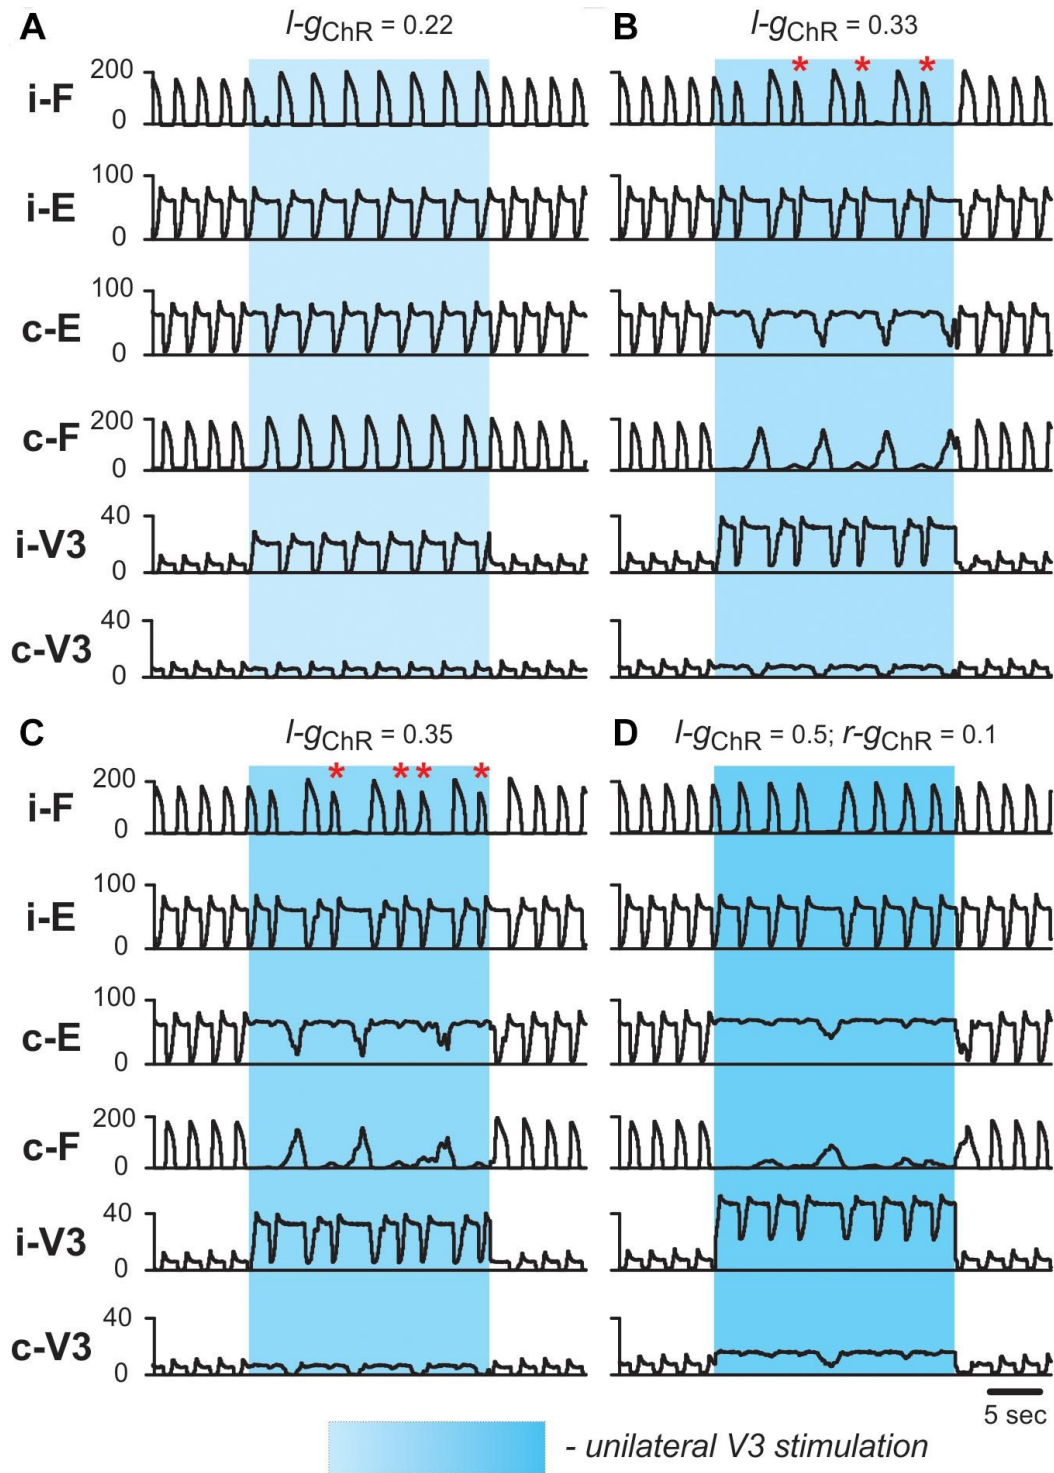 A l-gChR = 0.22
B l-gChR = 0.33
i-F 200 0
* * *
i-E 100 0
c-E 100 0
c-F 200 0
i-V3 40 0
c-V3 40 0
C l-gChR = 0.35
D l-gChR = 0.5; r-gChR = 0.1
i-F 200 0
* * * *
i-E 100 0
c-E 100 0
c-F 200 0
i-V3 40 0
c-V3 40 0
5 sec
- unilateral V3 stimulation